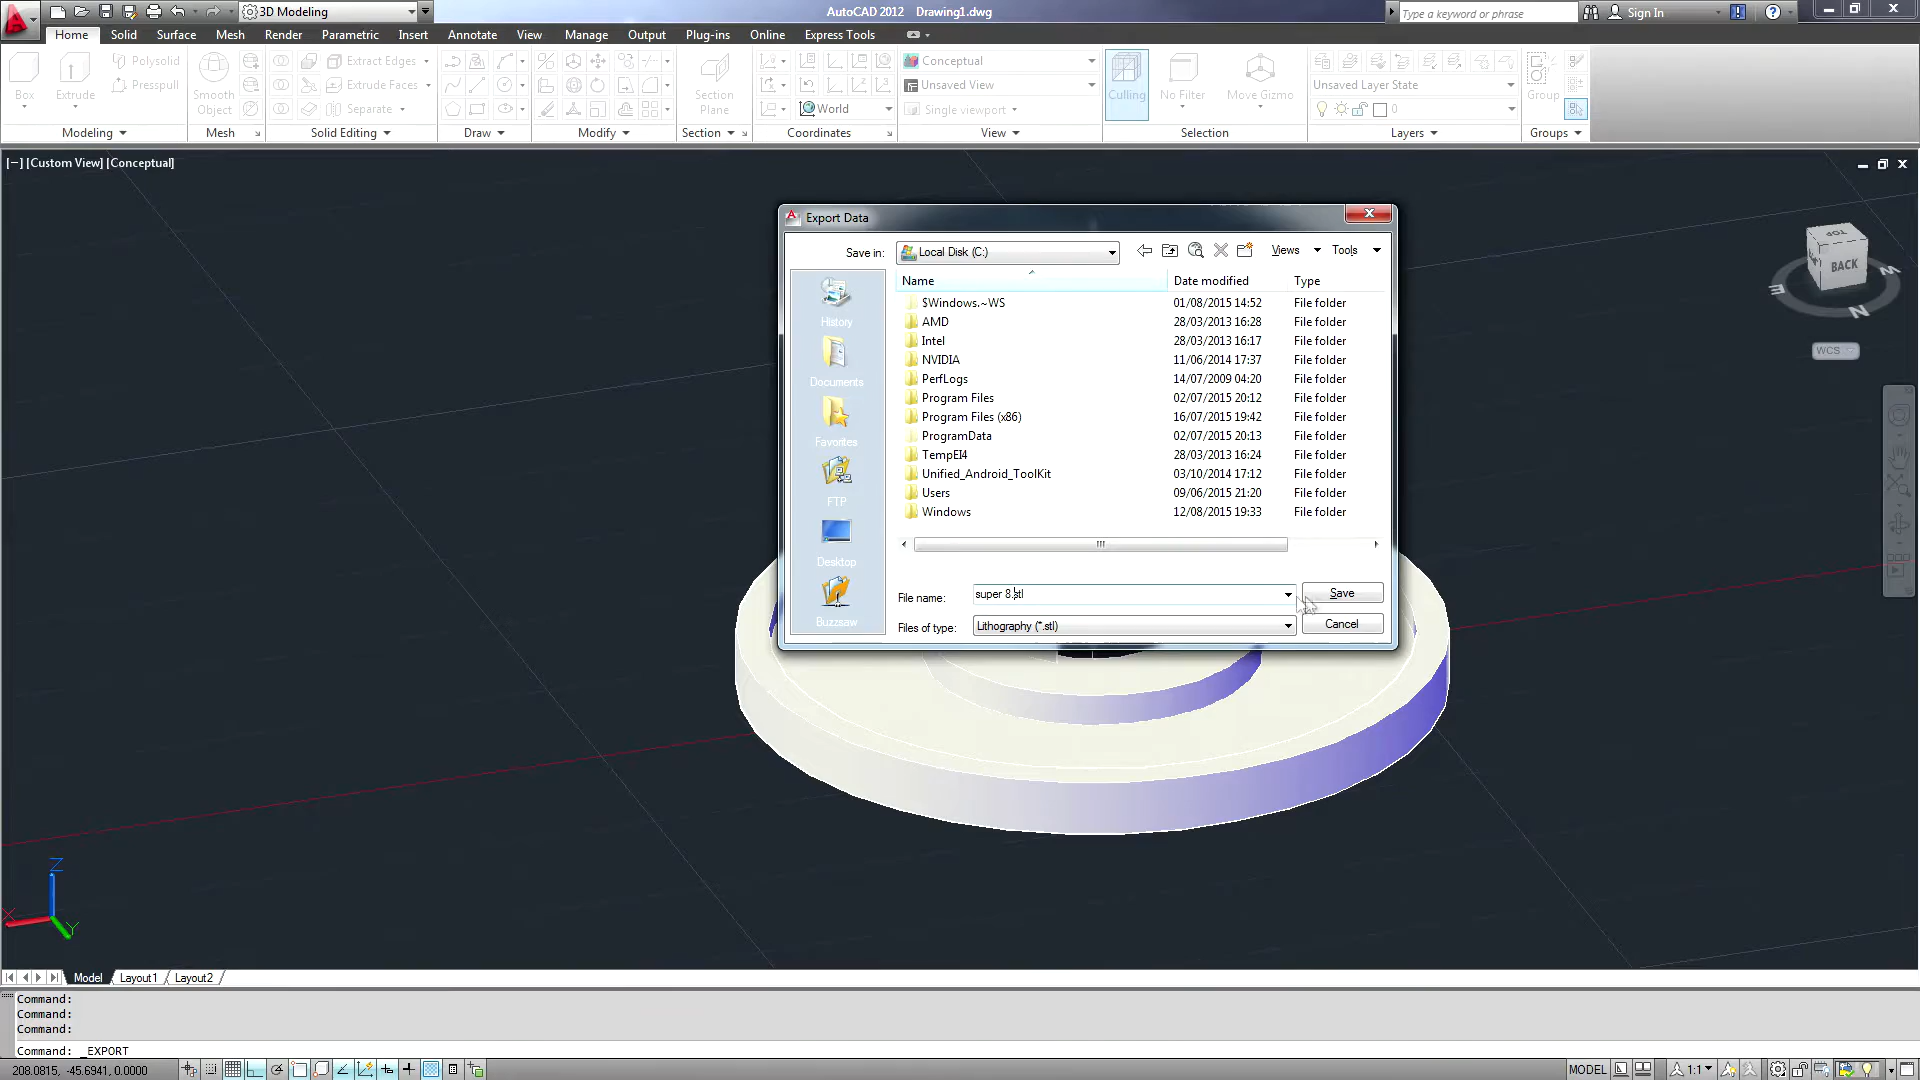 3D Modeling
AutoCAD 2012 Drawing1.dwg
Type a keyword or phrase
Sign In
Home Solid Surface Mesh Render Parametric Insert Annotate View Manage Output Plug-ins Online Express Tools
Box
Extrude
Polysolid
Presspull
Modeling
Smooth Object
Mesh
Extract Edges
Extrude Faces
Separate
Solid Editing
Draw
Modify
Section Plane
Section
World
Coordinates
Conceptual
Unsaved View
Single viewport
View
Culling
No Filter
Move Gizmo
Selection
Unsaved Layer State
0
Layers
Group
Groups
[−] [Custom View] [Conceptual]
TOP
BACK
E
N
WCS
Export Data
Save in: Local Disk (C:)
Views Tools
History
Documents
Favorites
FTP
Desktop
Buzzsaw
Name Date modified Type
$Windows.~WS 01/08/2015 14:52 File folder
AMD 28/03/2013 16:28 File folder
Intel 28/03/2013 16:17 File folder
NVIDIA 11/06/2014 17:37 File folder
PerfLogs 14/07/2009 04:20 File folder
Program Files 02/07/2015 20:12 File folder
Program Files (x86) 16/07/2015 19:42 File folder
ProgramData 02/07/2015 20:13 File folder
TempEI4 28/03/2013 16:24 File folder
Unified_Android_ToolKit 03/10/2014 17:12 File folder
Users 09/06/2015 21:20 File folder
Windows 12/08/2015 19:33 File folder
File name: super 8.stl Save
Files of type: Lithography (*.stl) Cancel
Z
X
Y
Model Layout1 Layout2
Command:
Command:
Command:
Command: _EXPORT
208.0815, -45.6941, 0.0000
MODEL
1:1